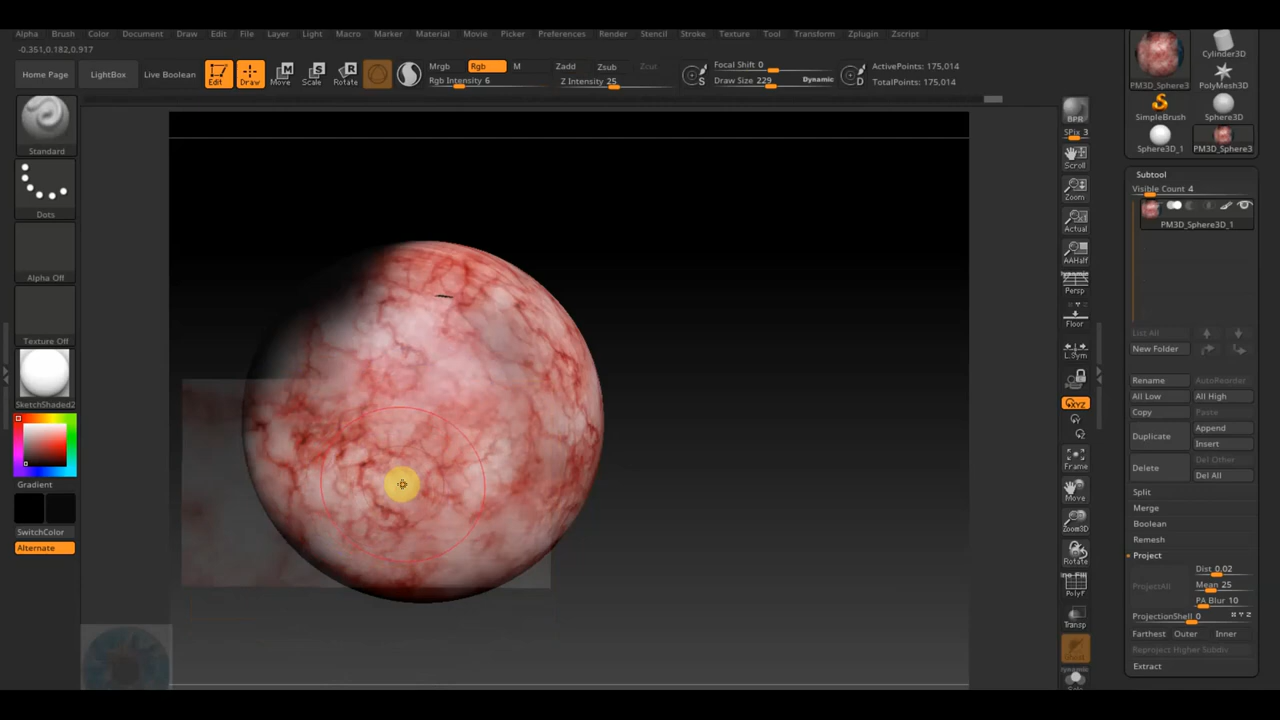 Alpha Brush Color Document Draw Edit File Layer Light Macro Marker Material Movie Picker Preferences Render Stencil Stroke Texture Tool Transform Zplugin Zscript
-0.351,0.182,0.917
Home Page LightBox Live Boolean Edit Draw Move Scale Rotate
Mrgb Rgb M Zadd Zsub Zcut
Rgb Intensity 6 Z Intensity 25
Focal Shift 0
Draw Size 229 Dynamic
ActivePoints: 175,014
TotalPoints: 175,014
Standard
Dots
Alpha Off
Texture Off
SketchShaded2
Gradient
SwitchColor
Alternate
BPR
SPix 3
Scroll
Zoom
Actual
AAHalf
Dynamic
Persp
Floor
L.Sym
XYZ
Frame
Move
Zoom3D
Rotate
PolyF
Transp
Dynamic
Solo
Cylinder3D
PM3D_Sphere3 PolyMesh3D
SimpleBrush Sphere3D
Sphere3D_1 PM3D_Sphere3
Subtool
Visible Count 4
PM3D_Sphere3D_1
List All
New Folder
Rename AutoReorder
All Low All High
Copy Paste
Duplicate Append
Insert
Delete Del Other
Del All
Split
Merge
Boolean
Remesh
Project
ProjectAll Dist 0.02
Mean 25
PA Blur 10
ProjectionShell 0 X Y Z
Farthest Outer Inner
Reproject Higher Subdiv
Extract